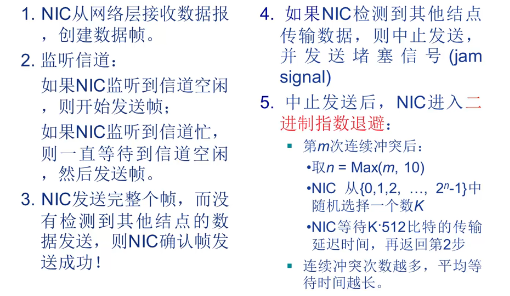 1. NIC从网络层接收数据报
，创建数据帧。
2. 监听信道：
如果NIC监听到信道空闲
，则开始发送帧；
如果NIC监听到信道忙，
则一直等待到信道空闲
，然后发送帧。
3. NIC发送完整个帧，而没
有检测到其他结点的数
据发送，则NIC确认帧发
送成功！
4. 如果NIC检测到其他结点
传输数据，则中止发送，
并发送堵塞信号(jam
signal)
5. 中止发送后，NIC进入二
进制指数退避：
▪ 第m次连续冲突后：
•取n = Max(m, 10)
•NIC 从{0,1,2, …, 2ⁿ-1}中
随机选择一个数K
•NIC等待K·512比特的传输
延迟时间，再返回第2步
▪ 连续冲突次数越多，平均等
待时间越长。